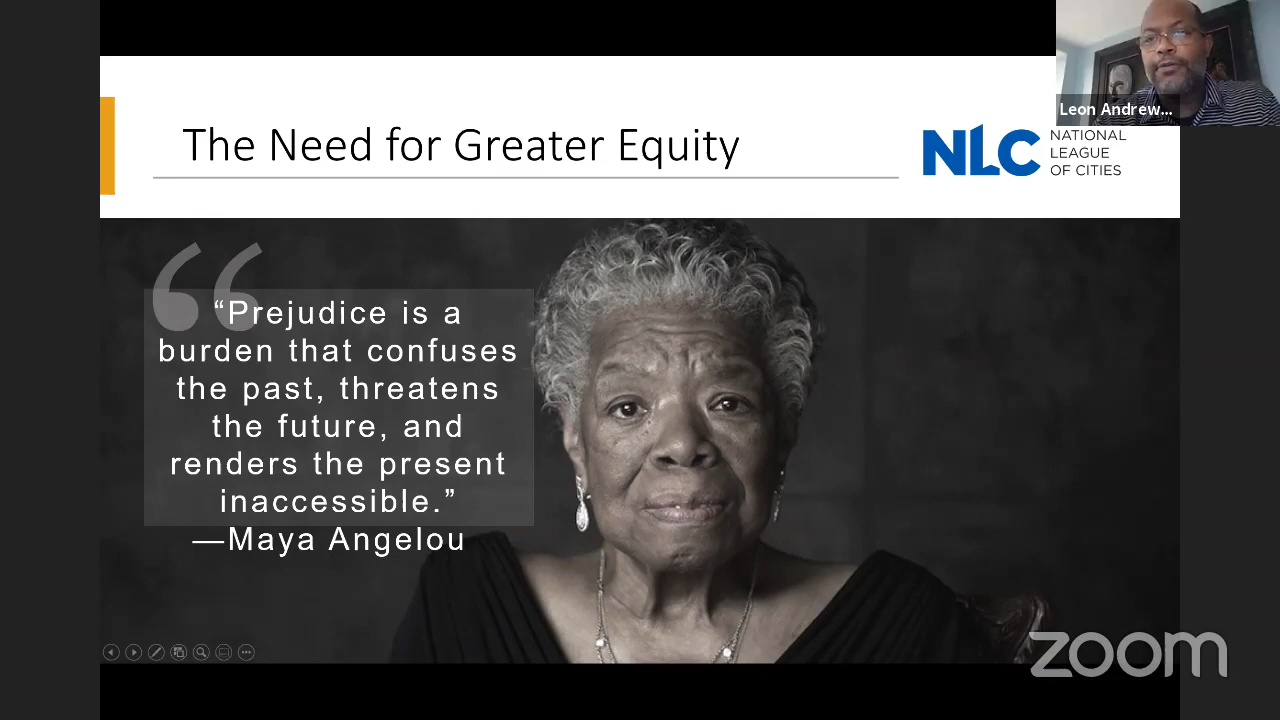 Leon Andrew...
The Need for Greater Equity
NLC
NATIONAL
LEAGUE
OF CITIES
“Prejudice is a
burden that confuses
the past, threatens
the future, and
renders the present
inaccessible.”
—Maya Angelou
zoom